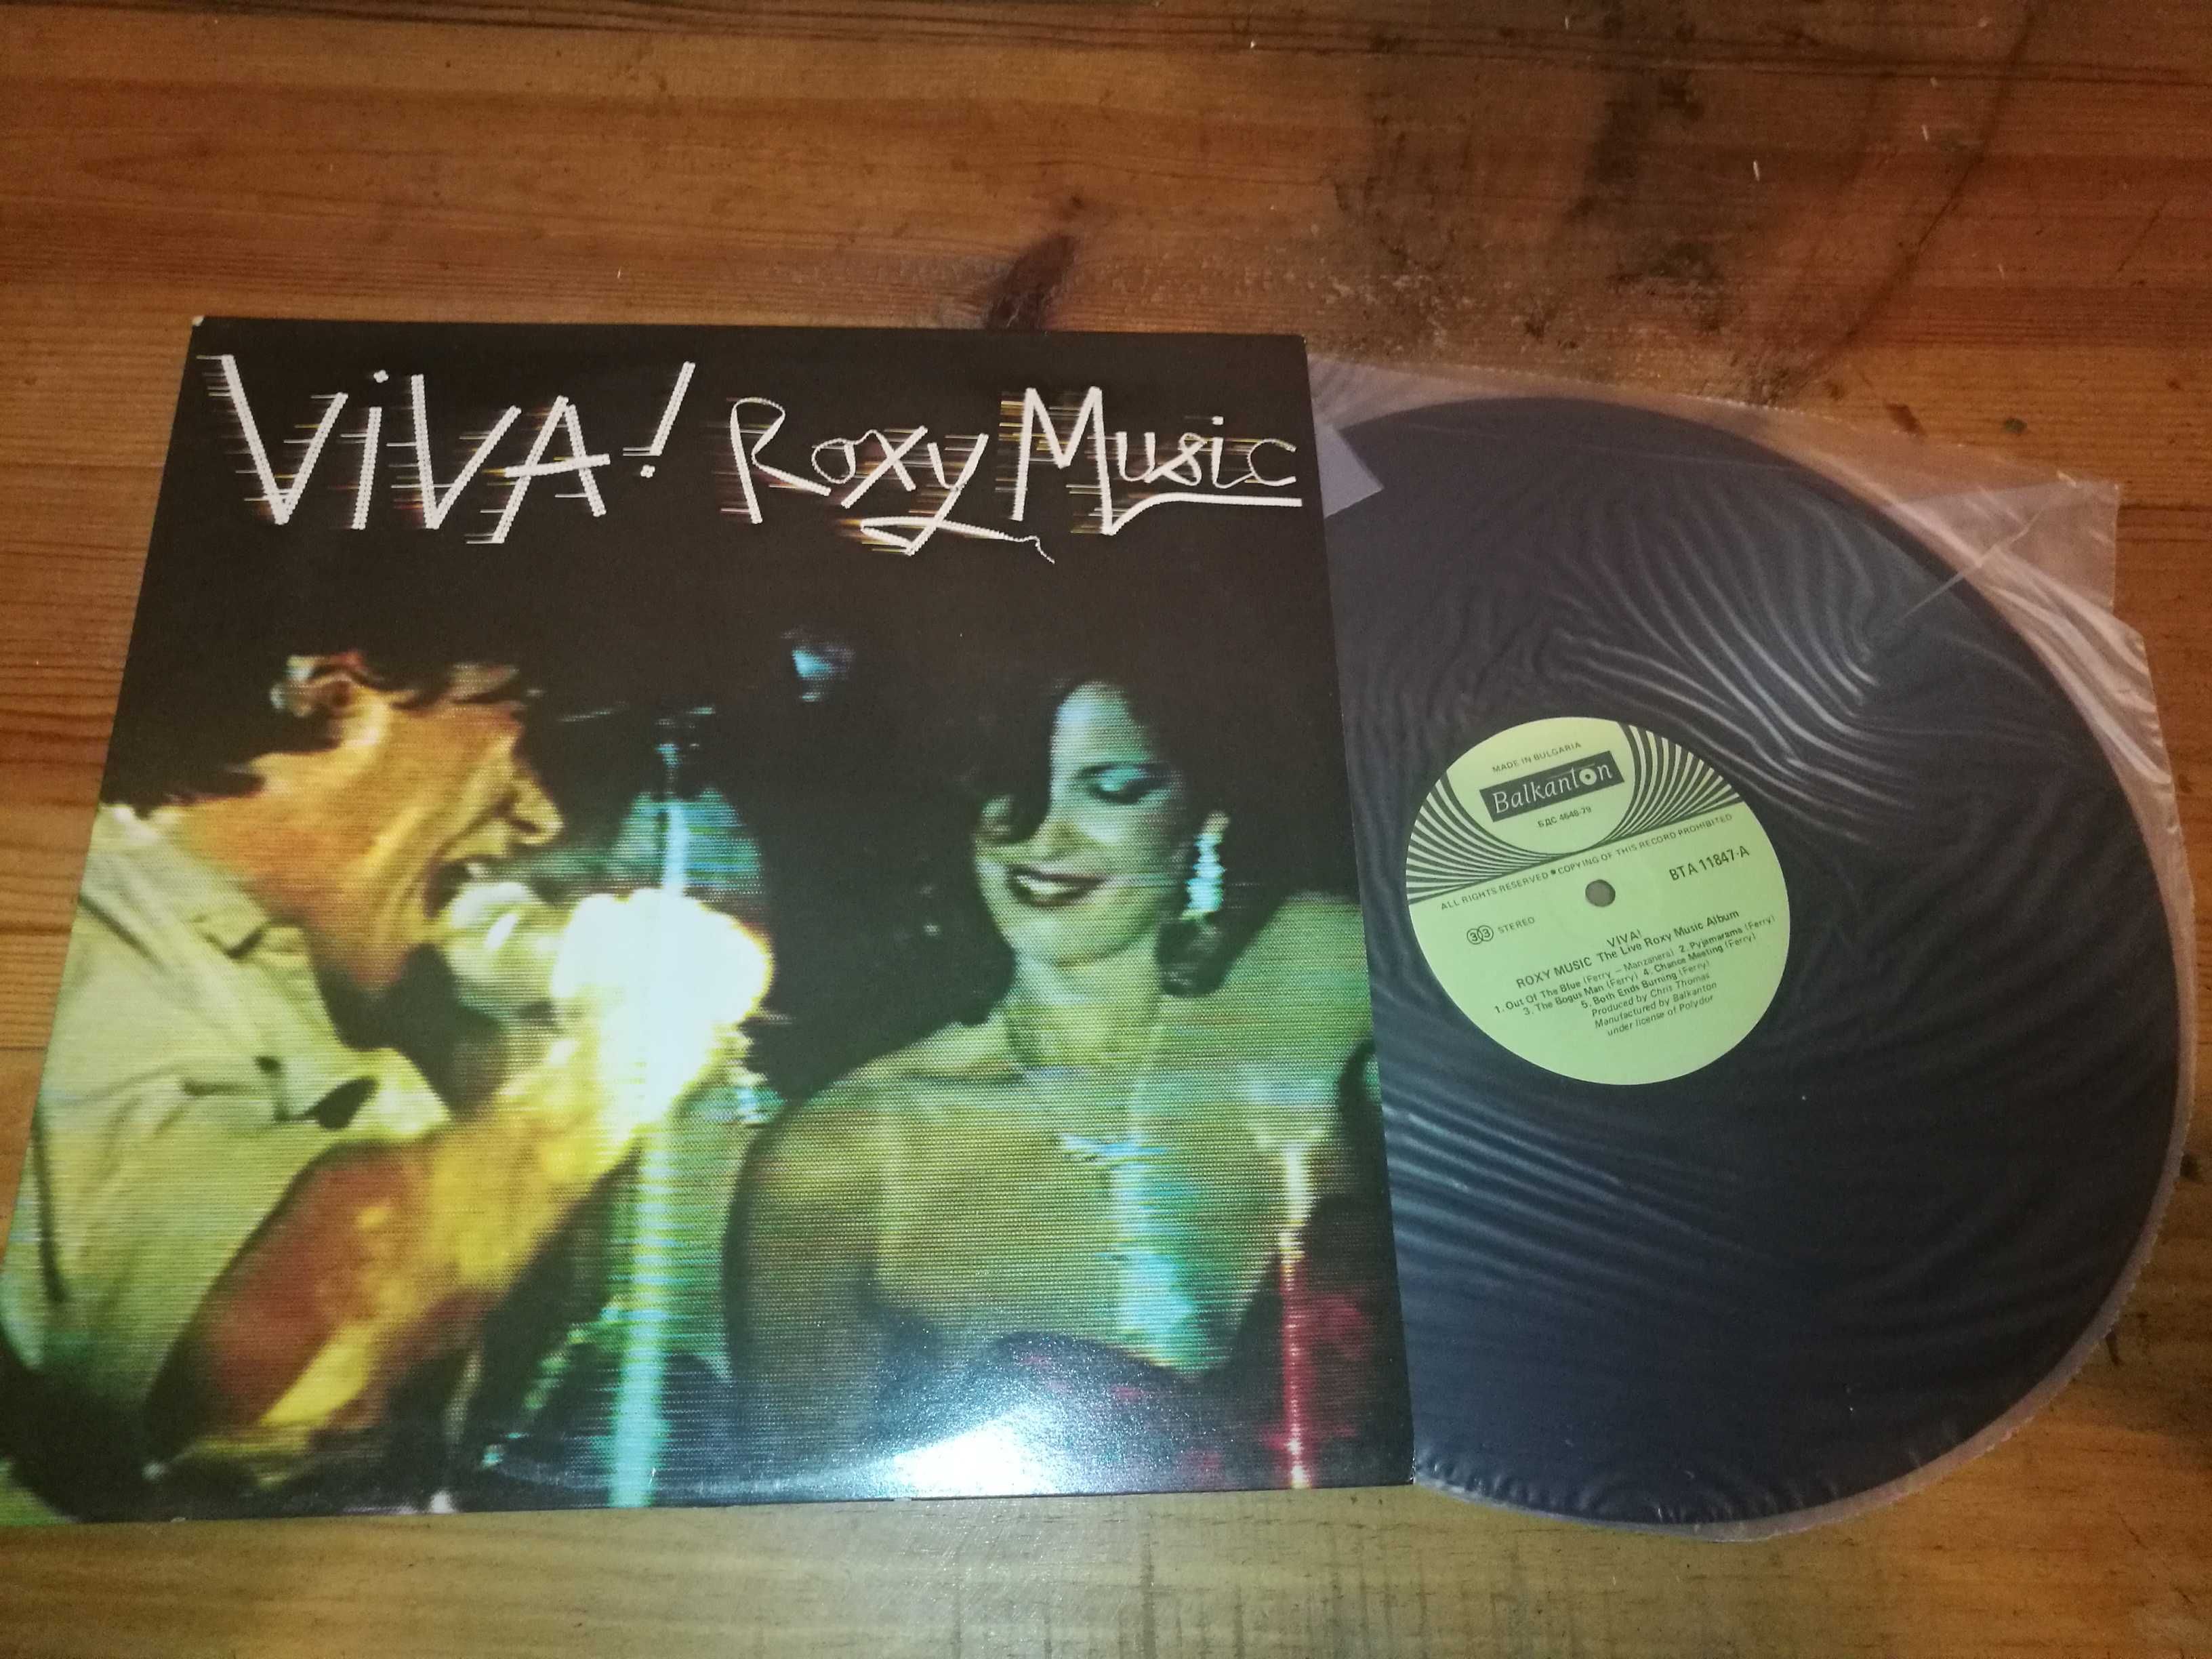 ViVA! Roxy Music
MADE IN BULGARIA
Balkanton
БДС 4646-79
ALL RIGHTS RESERVED • COPYING OF THIS RECORD PROHIBITED
BTA 11847-A
33 STEREO
VIVA!
ROXY MUSIC The Live Roxy Music Album
1. Out Of The Blue (Ferry – Manzanera) 2. Pyjamarama (Ferry)
3. The Bogus Man (Ferry) 4. Chance Meeting (Ferry)
5. Both Ends Burning (Ferry)
Produced by Chris Thomas
Manufactured by Balkanton
under license of Polydor